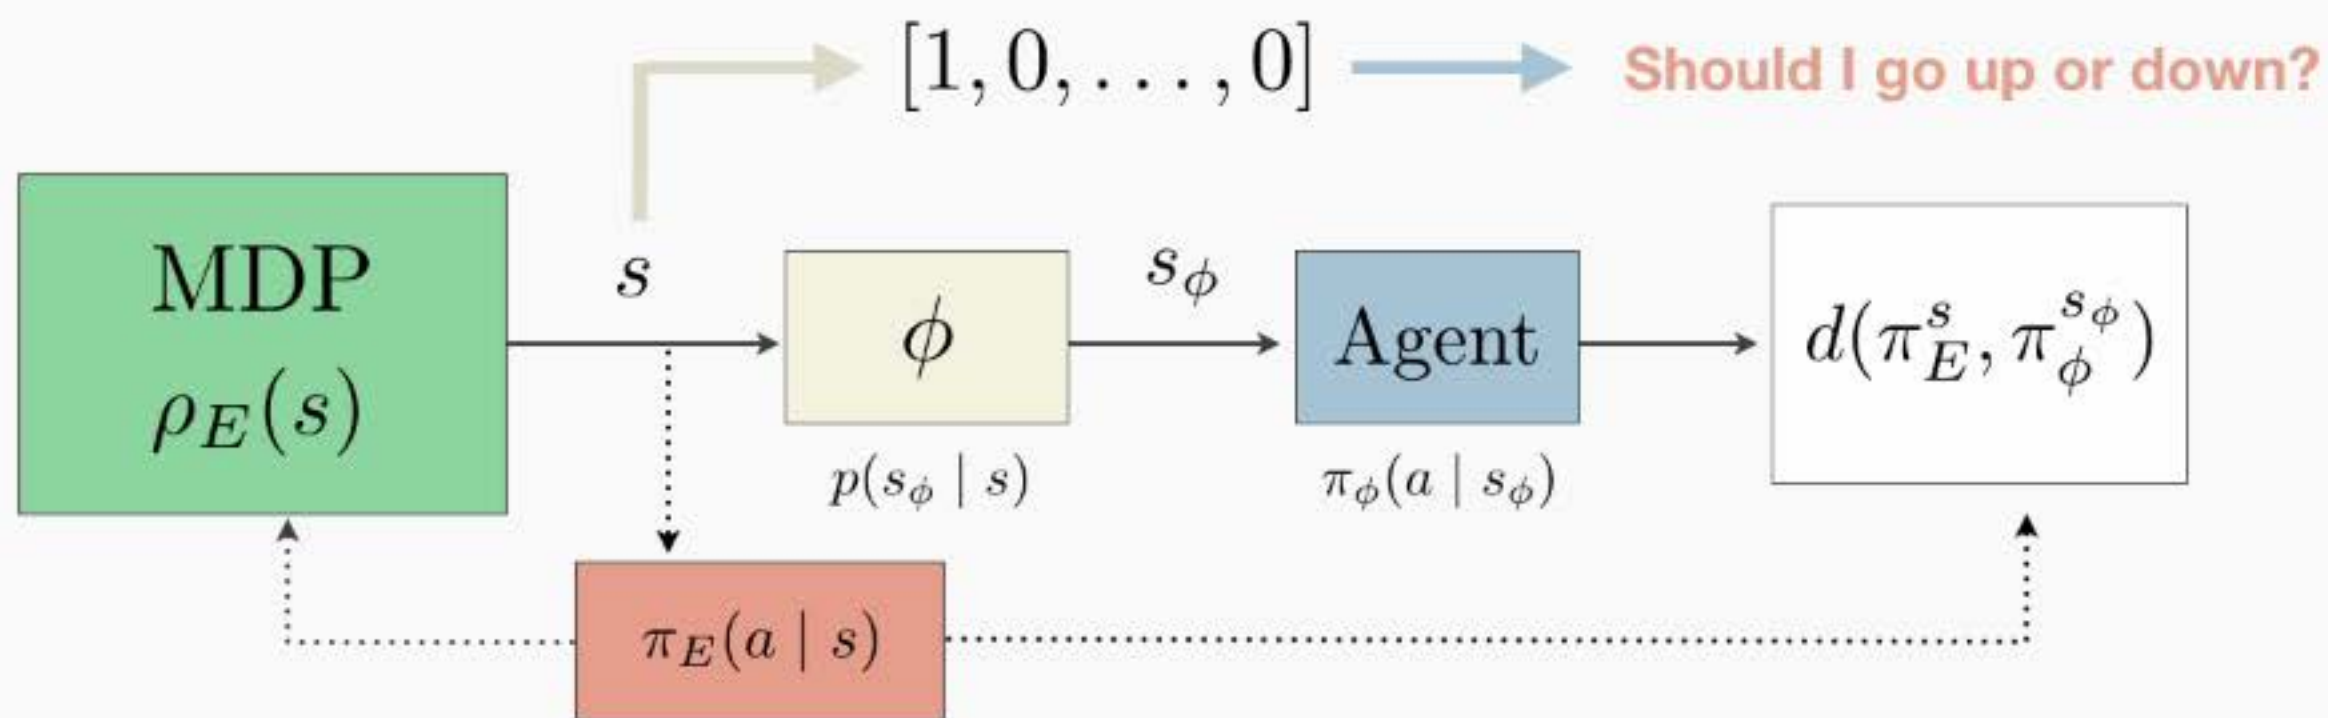 [1, 0, . . . , 0]
Should I go up or down?
MDP
ρ_E(s)
s
ϕ
s_ϕ
Agent
d(π_E^s, π_ϕ^{s_ϕ})
p(s_ϕ | s)
π_ϕ(a | s_ϕ)
π_E(a | s)